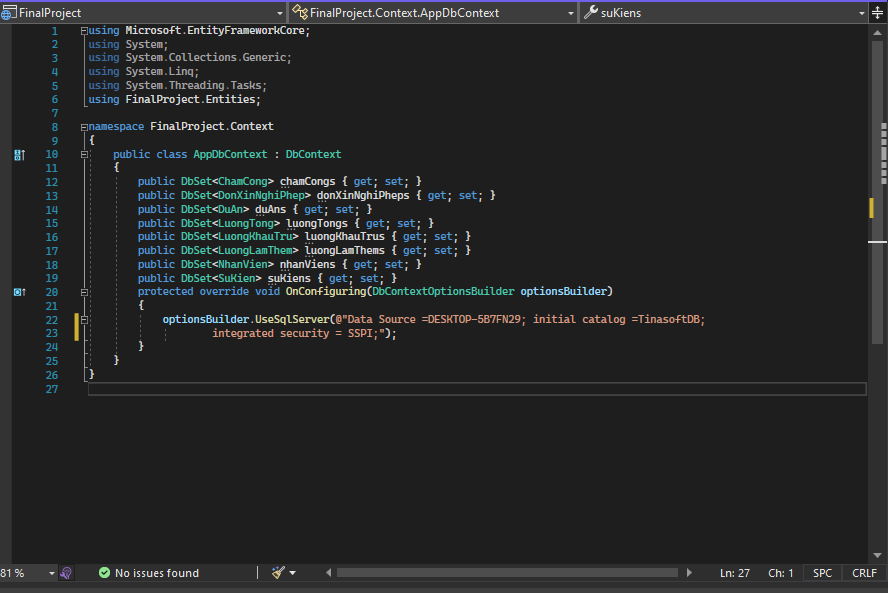 FinalProject
FinalProject.Context.AppDbContext
suKiens
1 using Microsoft.EntityFrameworkCore;
2 using System;
3 using System.Collections.Generic;
4 using System.Linq;
5 using System.Threading.Tasks;
6 using FinalProject.Entities;
7
8 namespace FinalProject.Context
9 {
10 public class AppDbContext : DbContext
11 {
12 public DbSet<ChamCong> chamCongs { get; set; }
13 public DbSet<DonXinNghiPhep> donXinNghiPheps { get; set; }
14 public DbSet<DuAn> duAns { get; set; }
15 public DbSet<LuongTong> luongTongs { get; set; }
16 public DbSet<LuongKhauTru> luongKhauTrus { get; set; }
17 public DbSet<LuongLamThem> luongLamThems { get; set; }
18 public DbSet<NhanVien> nhanViens { get; set; }
19 public DbSet<SuKien> suKiens { get; set; }
20 protected override void OnConfiguring(DbContextOptionsBuilder optionsBuilder)
21 {
22 optionsBuilder.UseSqlServer(@"Data Source =DESKTOP-5B7FN29; initial catalog =TinasoftDB;
23 integrated security = SSPI;");
24 }
25 }
26 }
27
81 %
No issues found
Ln: 27
Ch: 1
SPC
CRLF